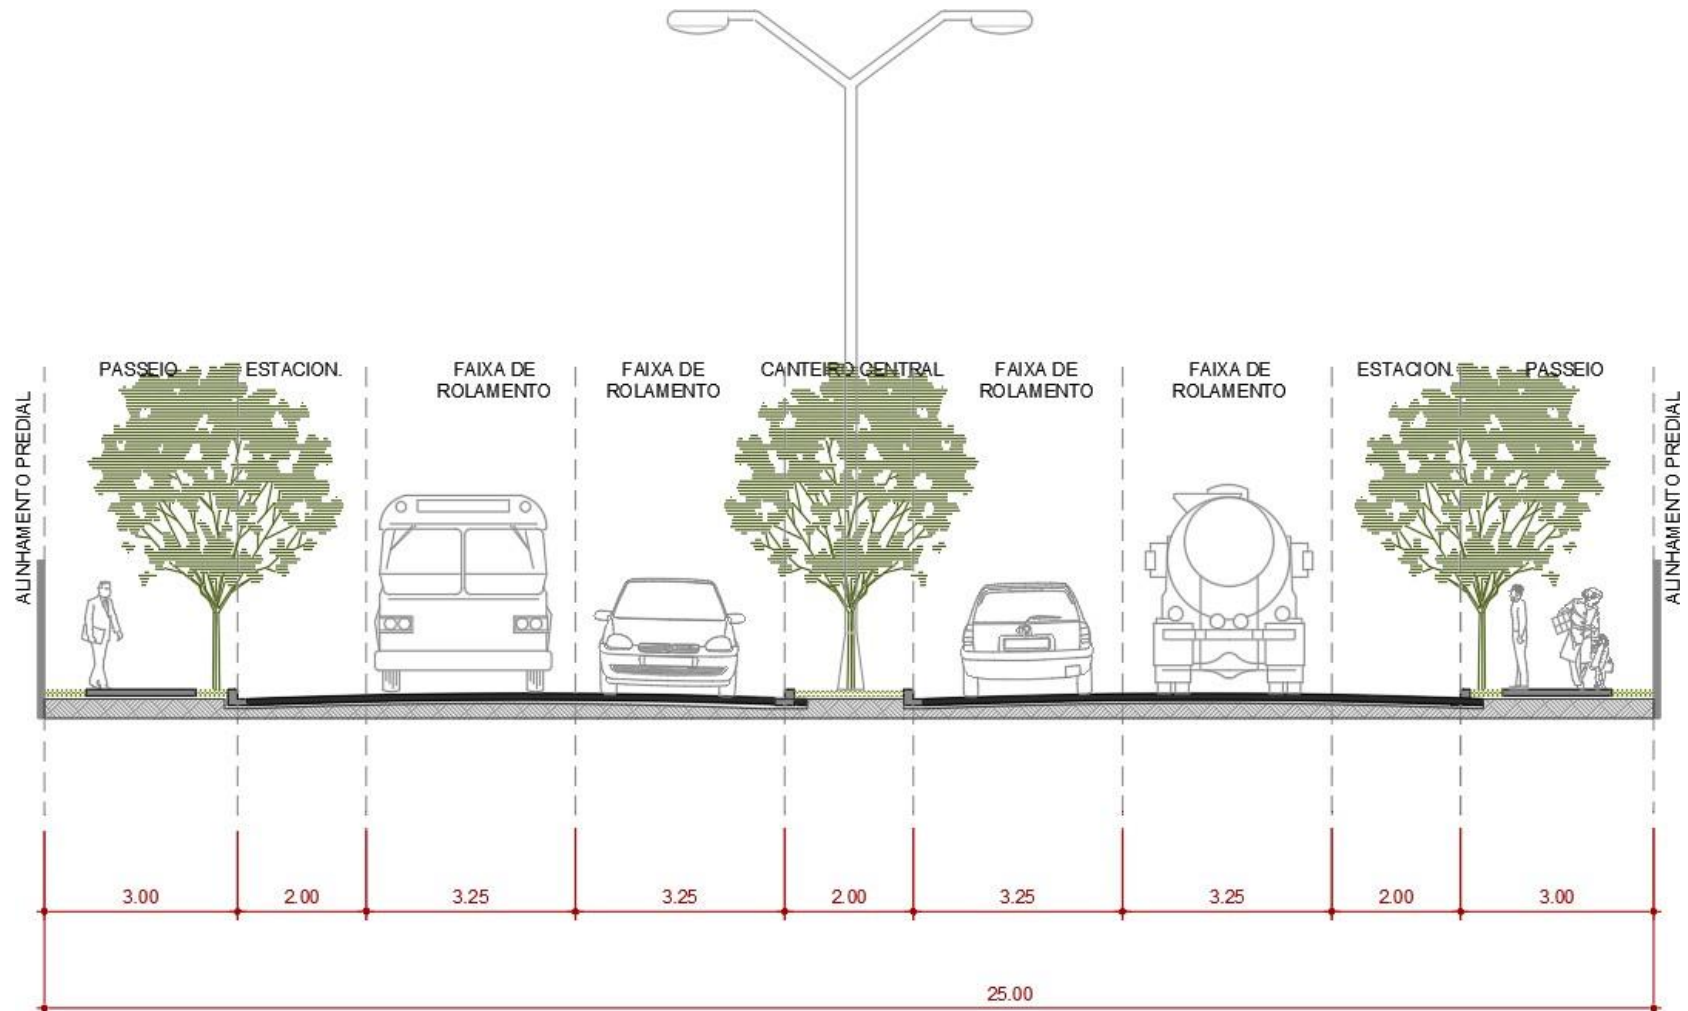 PASSEIO
ESTACION.
FAIXA DE
ROLAMENTO
FAIXA DE
ROLAMENTO
CANTEIRO CENTRAL
FAIXA DE
ROLAMENTO
FAIXA DE
ROLAMENTO
ESTACION.
PASSEIO
ALINHAMENTO PREDIAL
ALINHAMENTO PREDIAL
3.00
2.00
3.25
3.25
2.00
3.25
3.25
2.00
3.00
25.00